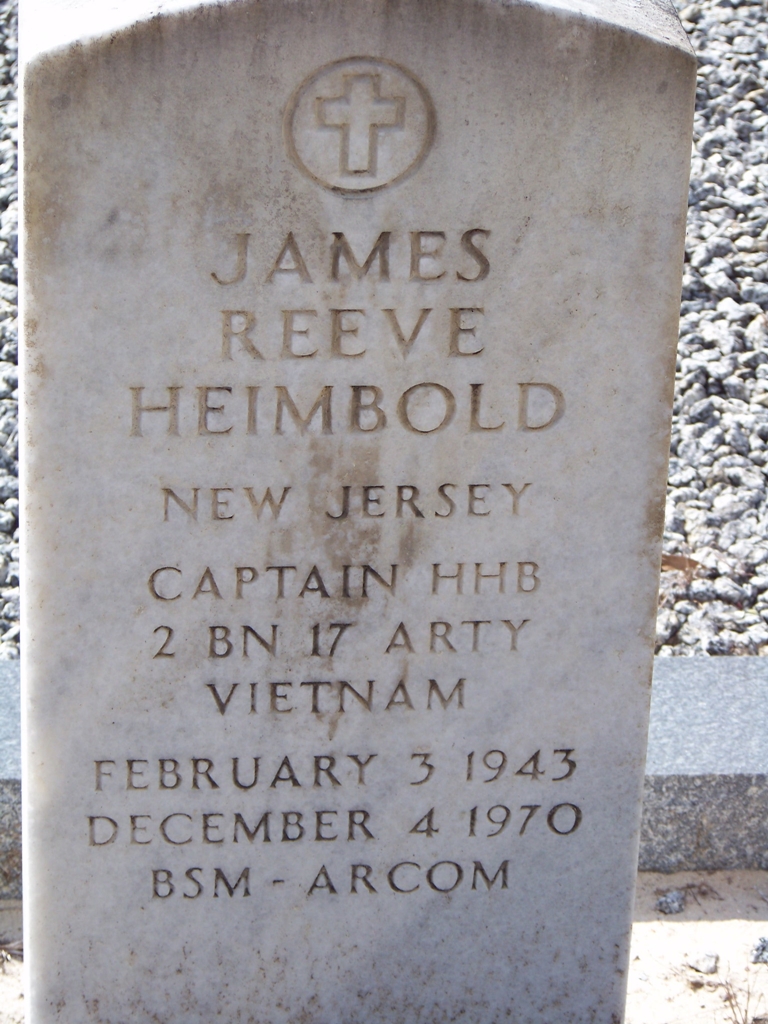 JAMES
REEVE
HEIMBOLD
NEW JERSEY
CAPTAIN HHB
2 BN 17 ARTY
VIETNAM
FEBRUARY 3 1943
DECEMBER 4 1970
BSM - ARCOM